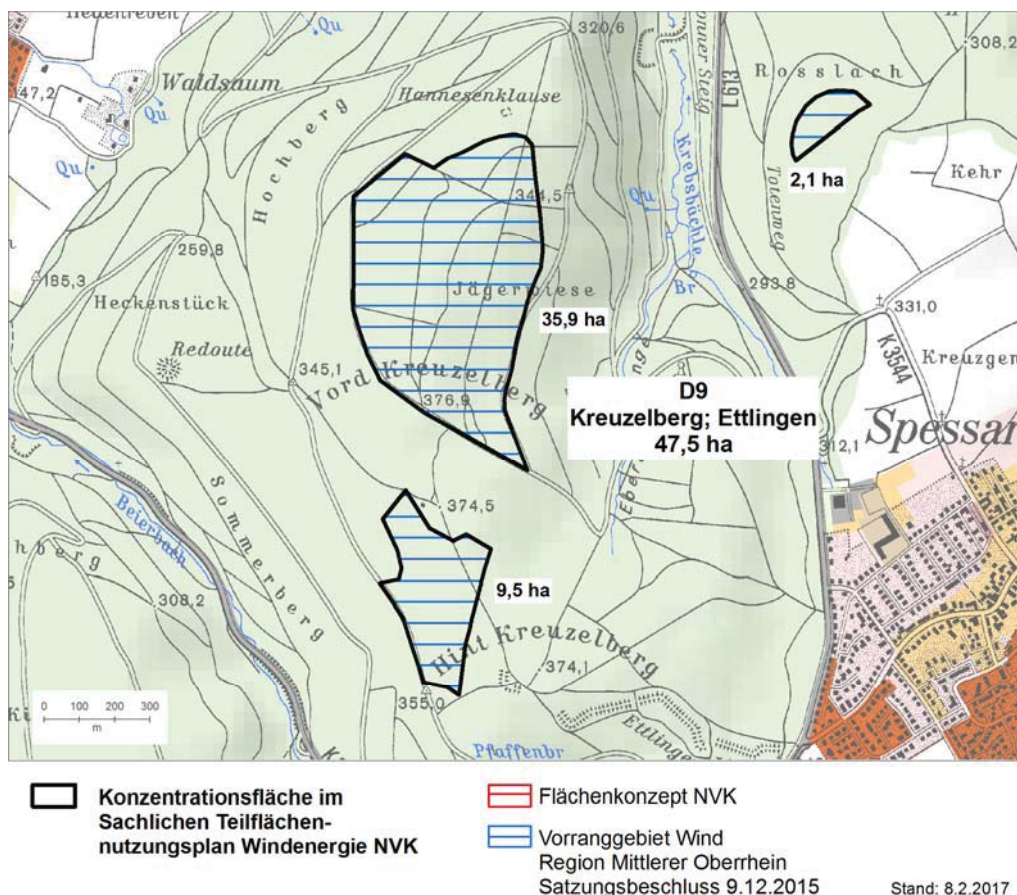 Heuenreben
Qu
Waldsaum
47,2
Qu
Qu
320,6
Hannesenklause
Hochberg
L 613
Rosslach
308,2
2,1 ha
Kehr
Totenweg
Krebsbächle
Qu
344,5
259,8
185,3
Heckenstück
Jägerwiese
35,9 ha
Br
293,8
331,0
K 3544
Redoute
345,1
Vord Kreuzelberg
376,9
D9
Kreuzelberg; Ettlingen
47,5 ha
312,1
374,5
Sommerberg
Beierbach
308,2
9,5 ha
Hint Kreuzelberg
374,1
355,0
Pfaffenbr
0 100 200 300
m
Konzentrationsfläche im
Sachlichen Teilflächen-
nutzungsplan Windenergie NVK
Flächenkonzept NVK
Vorranggebiet Wind
Region Mittlerer Oberrhein
Satzungsbeschluss 9.12.2015
Stand: 8.2.2017